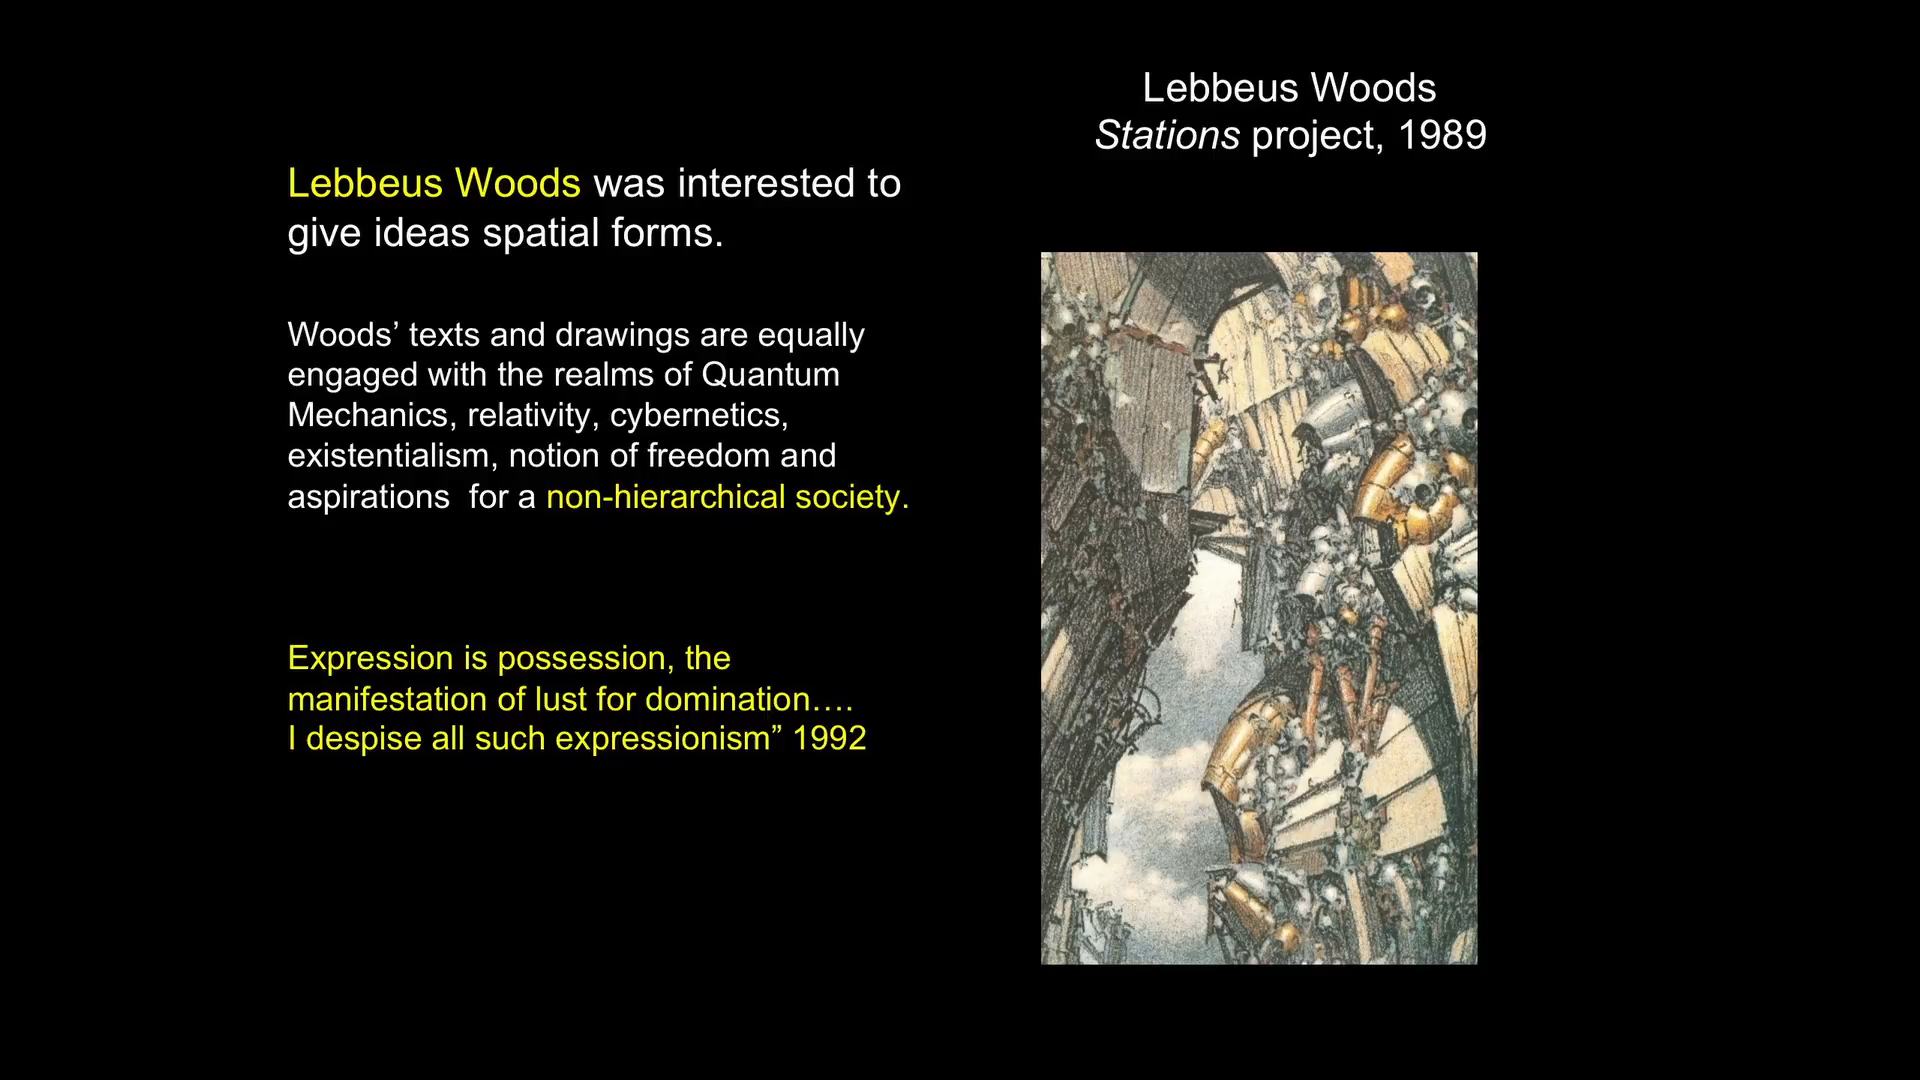 Lebbeus Woods
Stations project, 1989
Lebbeus Woods was interested to
give ideas spatial forms.
Woods’ texts and drawings are equally
engaged with the realms of Quantum
Mechanics, relativity, cybernetics,
existentialism, notion of freedom and
aspirations  for a non-hierarchical society.
Expression is possession, the
manifestation of lust for domination….
I despise all such expressionism” 1992